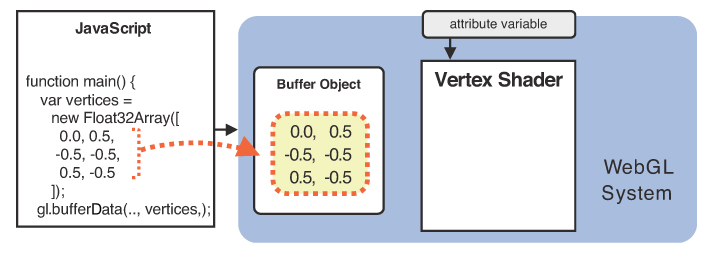 JavaScript
function main() {
var vertices =
new Float32Array([
0.0, 0.5,
-0.5, -0.5,
0.5, -0.5
]);
gl.bufferData(.., vertices,);
Buffer Object
0.0, 0.5
-0.5, -0.5
0.5, -0.5
attribute variable
Vertex Shader
WebGL
System